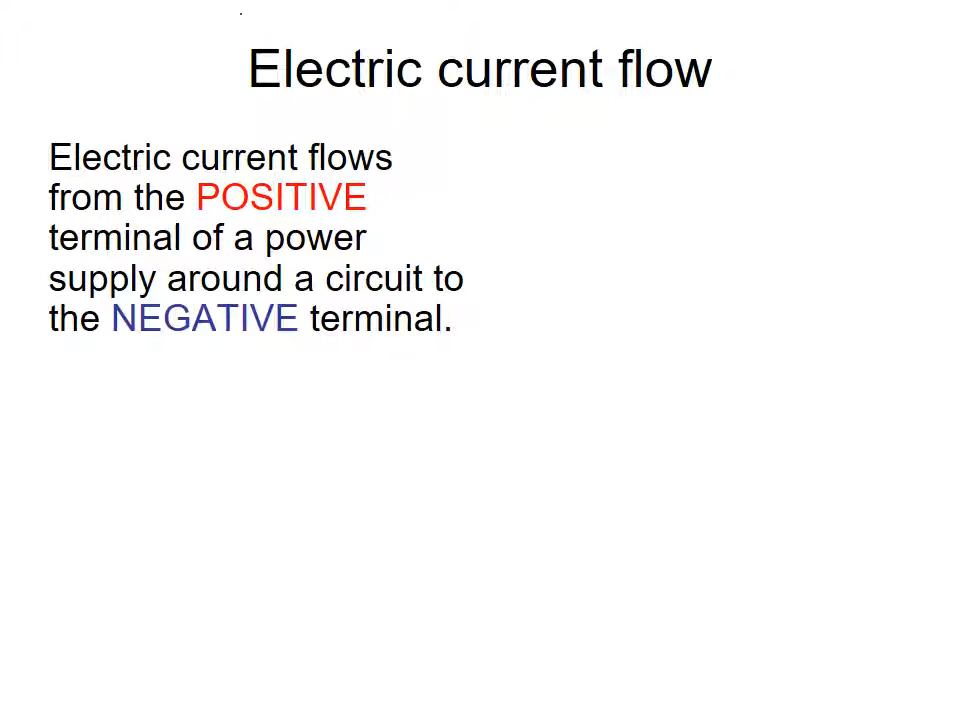 Electric current flow
Electric current flows
from the POSITIVE
terminal of a power
supply around a circuit to
the NEGATIVE terminal.